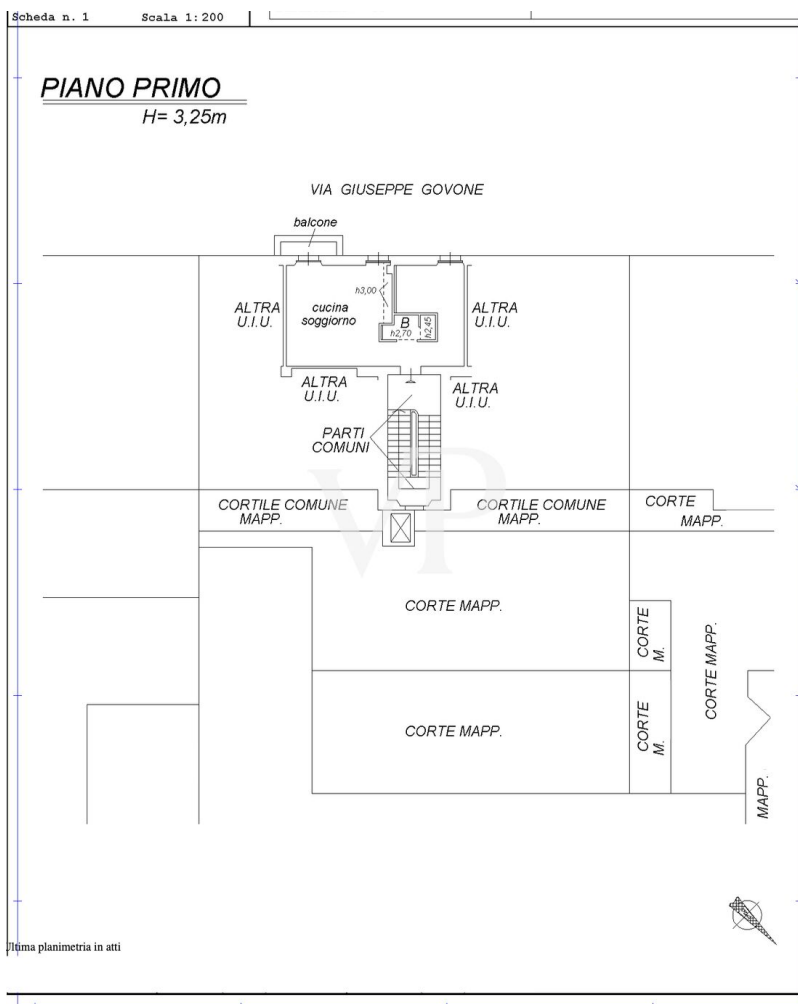 Scheda n. 1 Scala 1:200
PIANO PRIMO
H= 3,25m
VIA GIUSEPPE GOVONE
balcone
h3,00
ALTRA
U.I.U.
cucina
soggiorno
B
h2,70
h2,45
ALTRA
U.I.U.
ALTRA
U.I.U.
ALTRA
U.I.U.
PARTI
COMUNI
VP
CORTILE COMUNE
MAPP.
CORTILE COMUNE
MAPP.
CORTE
MAPP.
CORTE MAPP.
CORTE
M.
CORTE MAPP.
CORTE MAPP.
CORTE
M.
MAPP.
Ultima planimetria in atti